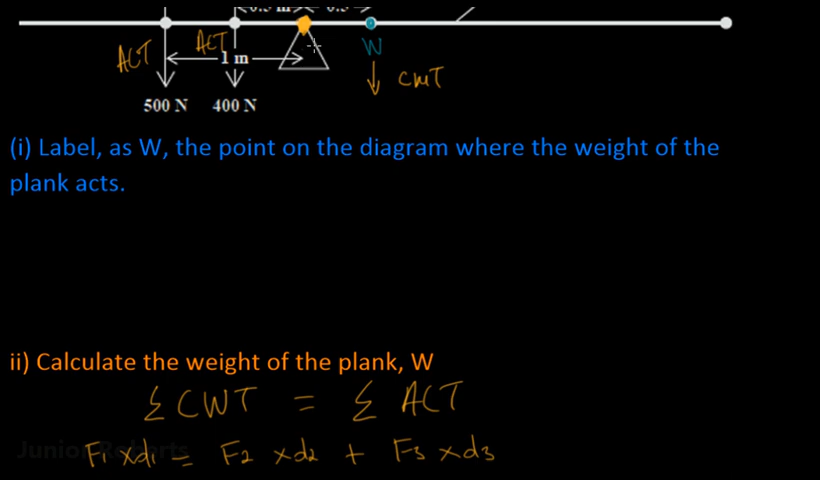 ACT ACT 1 m W CWT
500 N 400 N
(i) Label, as W, the point on the diagram where the weight of the
plank acts.
ii) Calculate the weight of the plank, W
Σ CWT = Σ ACT
F1 x d1 = F2 x d2 + F3 x d3